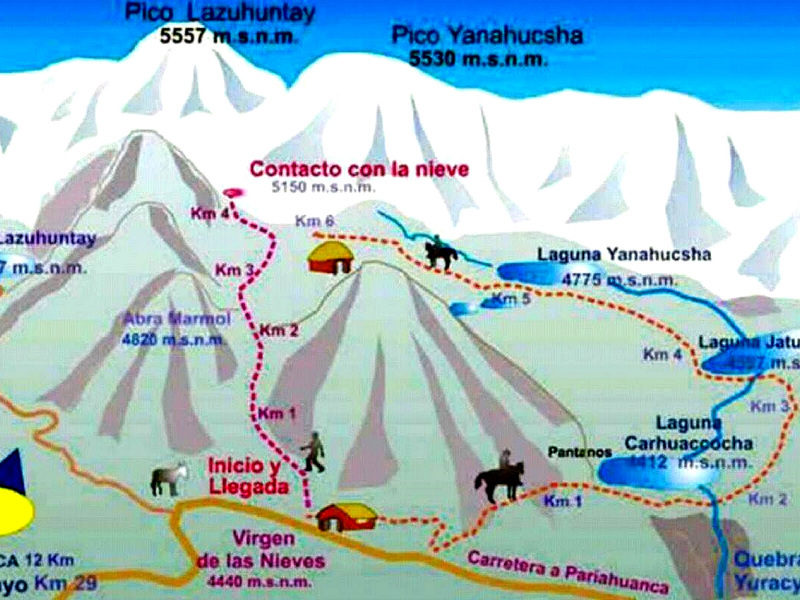 Pico Lazuhuntay
5557 m.s.n.m.
Pico Yanahucsha
5530 m.s.n.m.
Contacto con la nieve
5150 m.s.n.m.
Km 4
Km 6
Lazuhuntay
7 m.s.n.m.
Km 3
Laguna Yanahucsha
4775 m.s.n.m.
Km 5
Abra Marmol
4820 m.s.n.m.
Km 2
Laguna Jatu
m.s
Km 4
Km 3
Km 1
Laguna
Carhuaccocha
4412 m.s.n.m.
Pantanos
Inicio y
Llegada
Km 1
Km 2
Virgen
de las Nieves
4440 m.s.n.m.
CA 12 Km
ayo Km 29
Carretera a Pariahuanca
Quebra
Yuracy